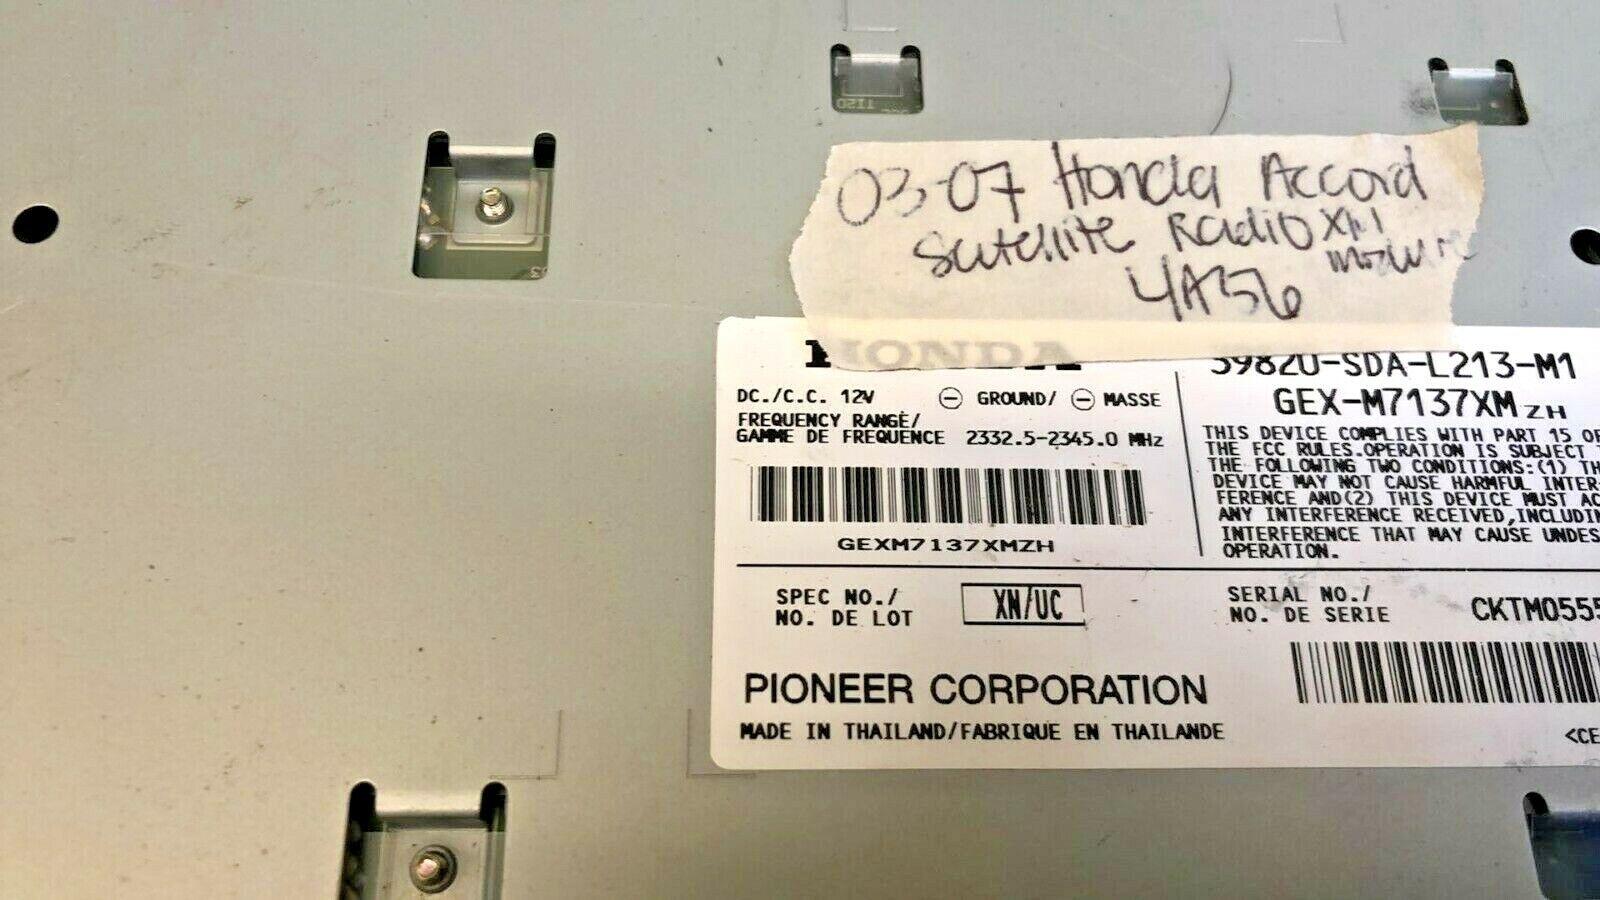 03-07 Honda Accord
Satellite Radio XM
module
4A36
HONDA
39820-SDA-L213-M1
GEX-M7137XM ZH
DC./C.C. 12V ⊖ GROUND/ ⊖ MASSE
FREQUENCY RANGE/
GAMME DE FREQUENCE 2332.5-2345.0 MHz
GEXM7137XMZH
THIS DEVICE COMPLIES WITH PART 15 OF
THE FCC RULES.OPERATION IS SUBJECT
THE FOLLOWING TWO CONDITIONS:(1) TH
DEVICE MAY NOT CAUSE HARMFUL INTER-
FERENCE AND(2) THIS DEVICE MUST AC
ANY INTERFERENCE RECEIVED,INCLUDIN
INTERFERENCE THAT MAY CAUSE UNDES
OPERATION.
SPEC NO./
NO. DE LOT
XN/UC
SERIAL NO./
NO. DE SERIE
CKTM0555
PIONEER CORPORATION
MADE IN THAILAND/FABRIQUE EN THAILANDE
<CE